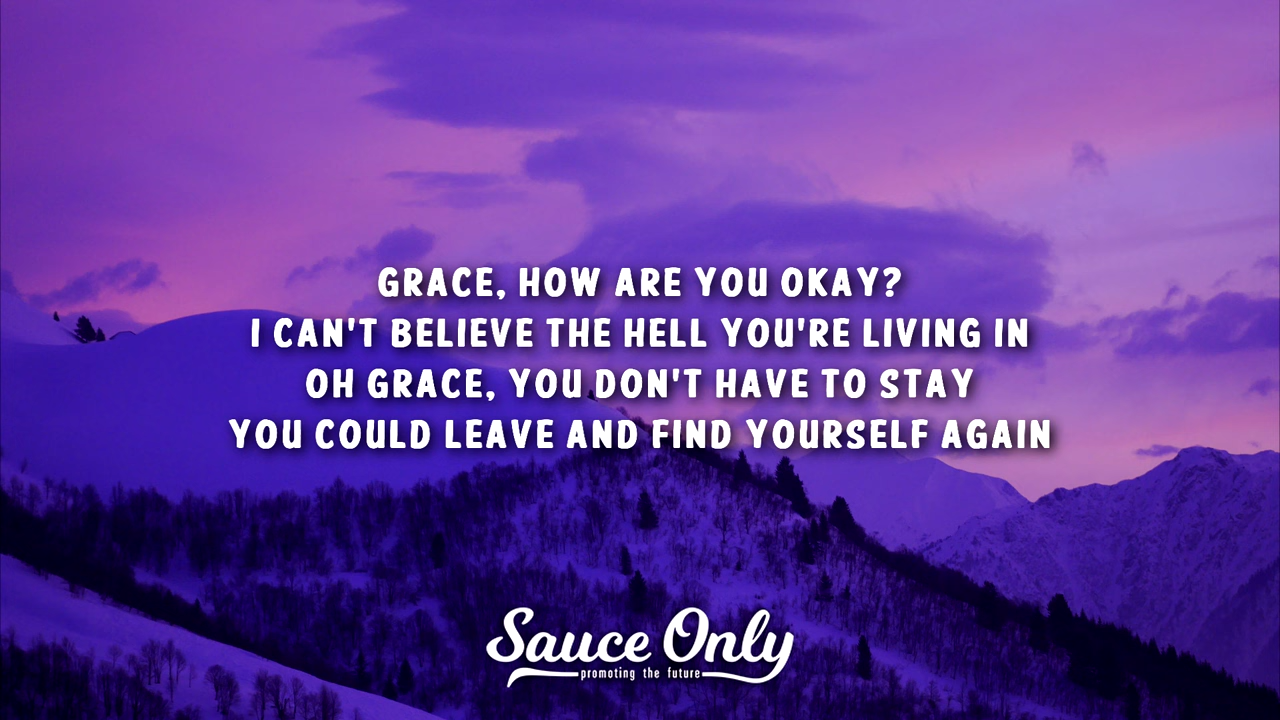 GRACE, HOW ARE YOU OKAY?
I CAN'T BELIEVE THE HELL YOU'RE LIVING IN
OH GRACE, YOU DON'T HAVE TO STAY
YOU COULD LEAVE AND FIND YOURSELF AGAIN
Sauce Only
promoting the future